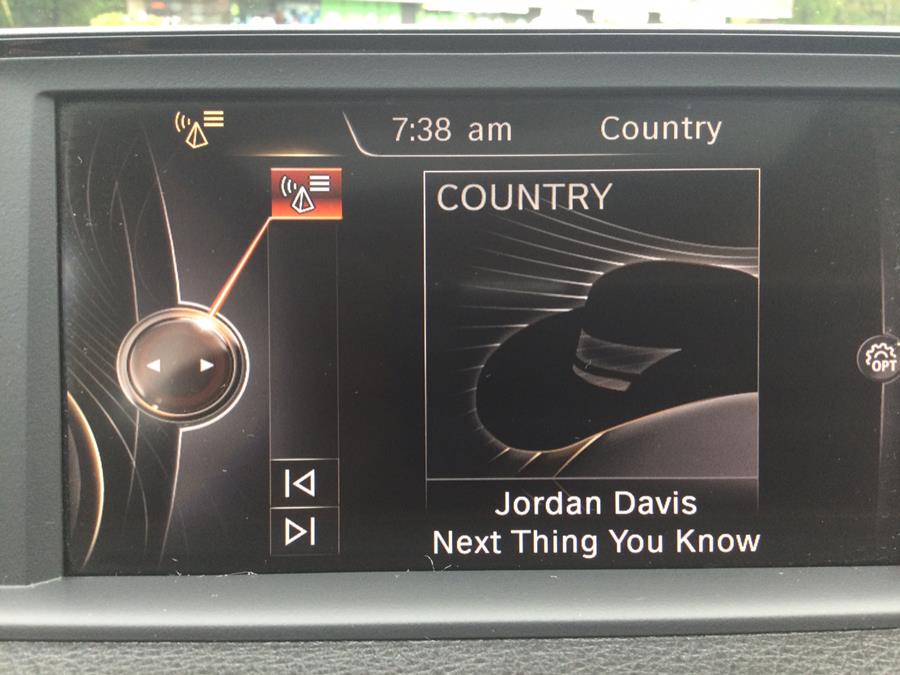 7:38 am Country
COUNTRY
OPT
Jordan Davis
Next Thing You Know